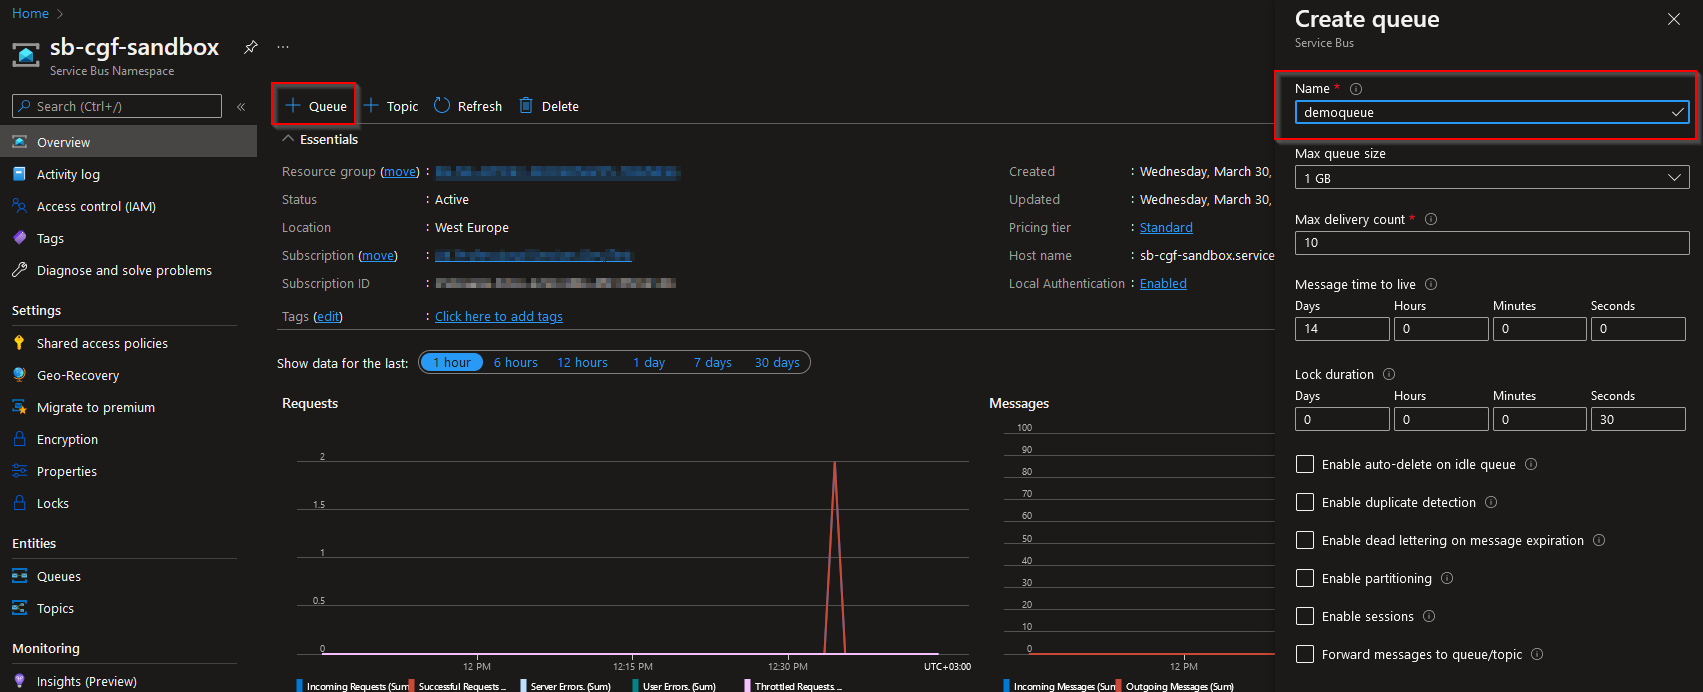 Home >
sb-cgf-sandbox ...
Service Bus Namespace
Search (Ctrl+/) «
Overview
Activity log
Access control (IAM)
Tags
Diagnose and solve problems
Settings
Shared access policies
Geo-Recovery
Migrate to premium
Encryption
Properties
Locks
Entities
Queues
Topics
Monitoring
Insights (Preview)
+ Queue + Topic Refresh Delete
Essentials
Resource group (move) :
Status : Active
Location : West Europe
Subscription (move) :
Subscription ID :
Tags (edit) : Click here to add tags
Created : Wednesday, March 30,
Updated : Wednesday, March 30,
Pricing tier : Standard
Host name : sb-cgf-sandbox.service
Local Authentication : Enabled
Show data for the last: 1 hour 6 hours 12 hours 1 day 7 days 30 days
Requests
2
1.5
1
0.5
0
12 PM 12:15 PM 12:30 PM UTC+03:00
Incoming Requests (Sum Successful Requests... Server Errors. (Sum) User Errors. (Sum) Throttled Requests....
Messages
100
90
80
70
60
50
40
30
20
10
0
12 PM
Incoming Messages (Sum Outgoing Messages (Sum)
Create queue
Service Bus
Name *
demoqueue
Max queue size
1 GB
Max delivery count *
10
Message time to live
Days Hours Minutes Seconds
14 0 0 0
Lock duration
Days Hours Minutes Seconds
0 0 0 30
Enable auto-delete on idle queue
Enable duplicate detection
Enable dead lettering on message expiration
Enable partitioning
Enable sessions
Forward messages to queue/topic